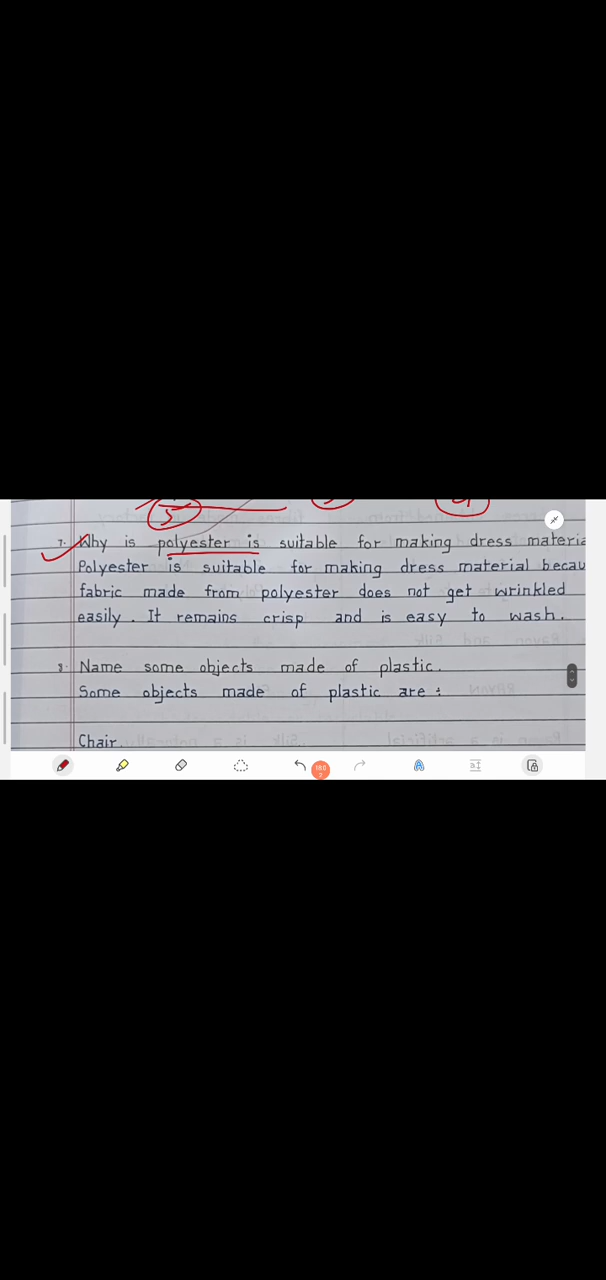 5
7. Why is polyester is suitable for making dress materia
Polyester is suitable for making dress material becau
fabric made from polyester does not get wrinkled
easily. It remains crisp and is easy to wash.
8. Name some objects made of plastic.
Some objects made of plastic are :
Chair